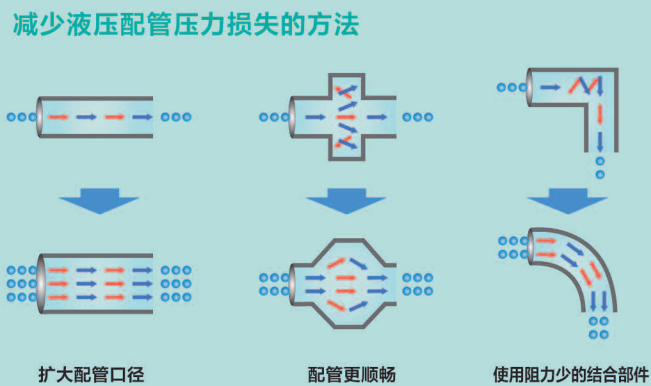 减少液压配管压力损失的方法
扩大配管口径
配管更顺畅
使用阻力少的结合部件